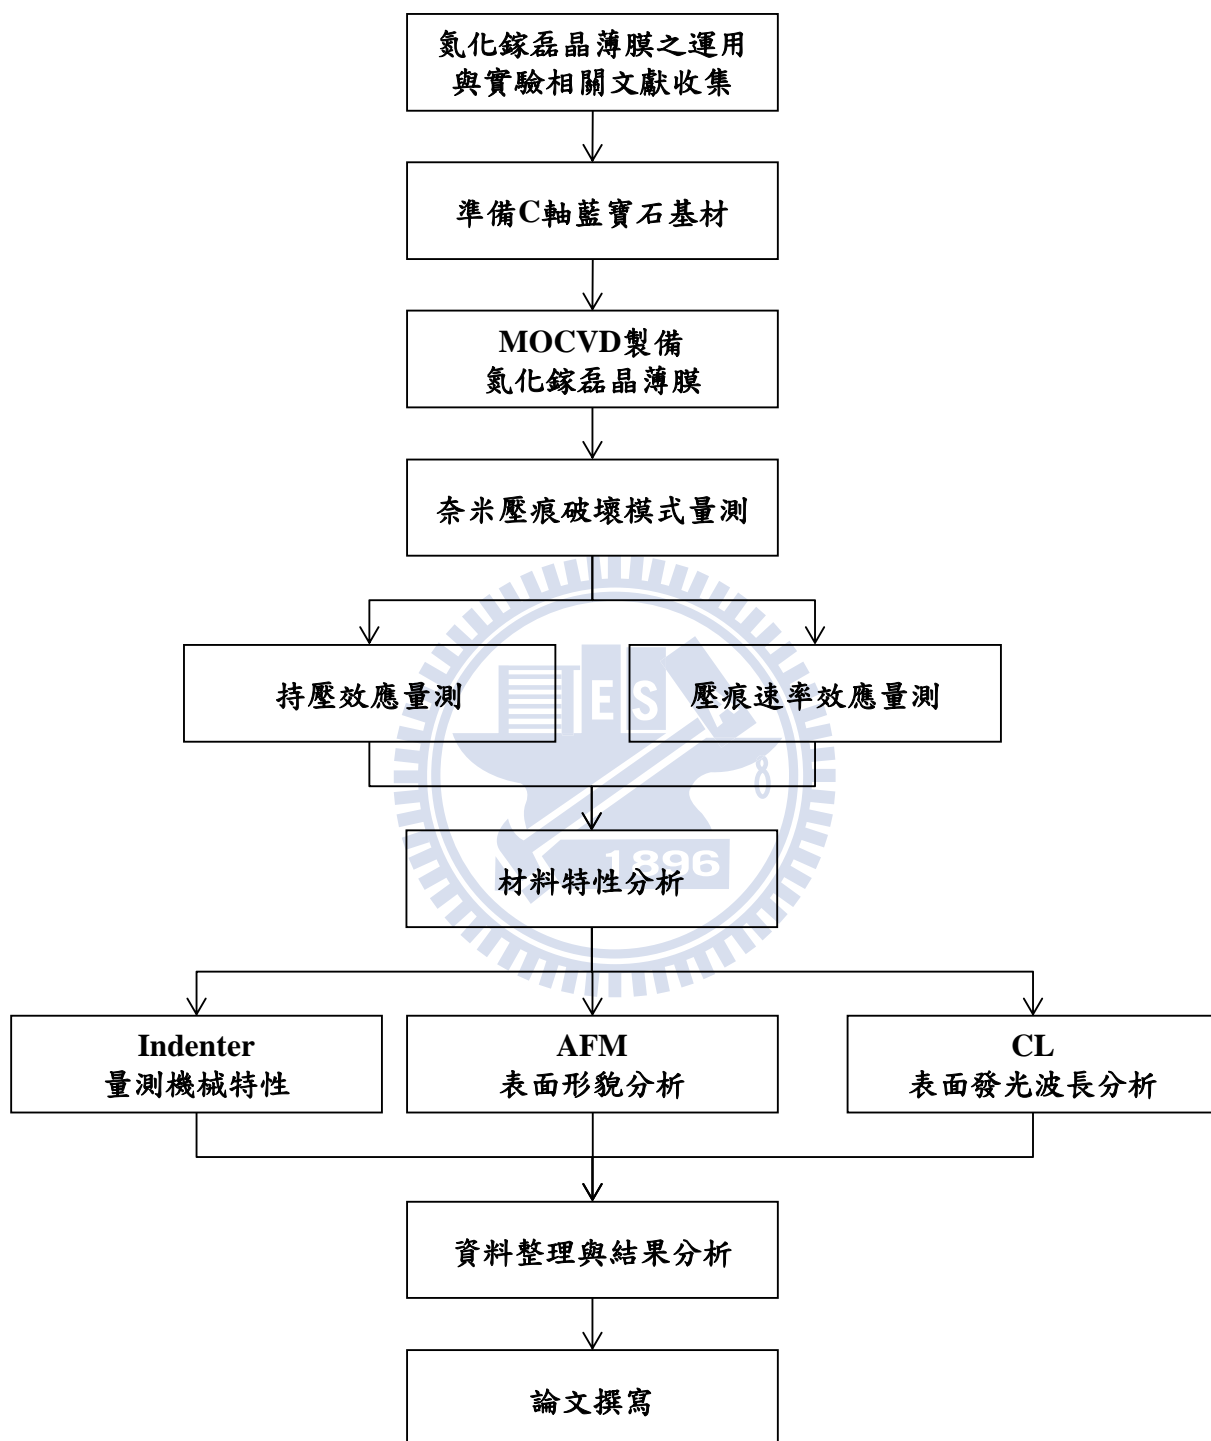 氮化鎵磊晶薄膜之運用
與實驗相關文獻收集
準備C軸藍寶石基材
MOCVD製備
氮化鎵磊晶薄膜
奈米壓痕破壞模式量測
持壓效應量測
壓痕速率效應量測
ES
1896
材料特性分析
Indenter
量測機械特性
AFM
表面形貌分析
CL
表面發光波長分析
資料整理與結果分析
論文撰寫